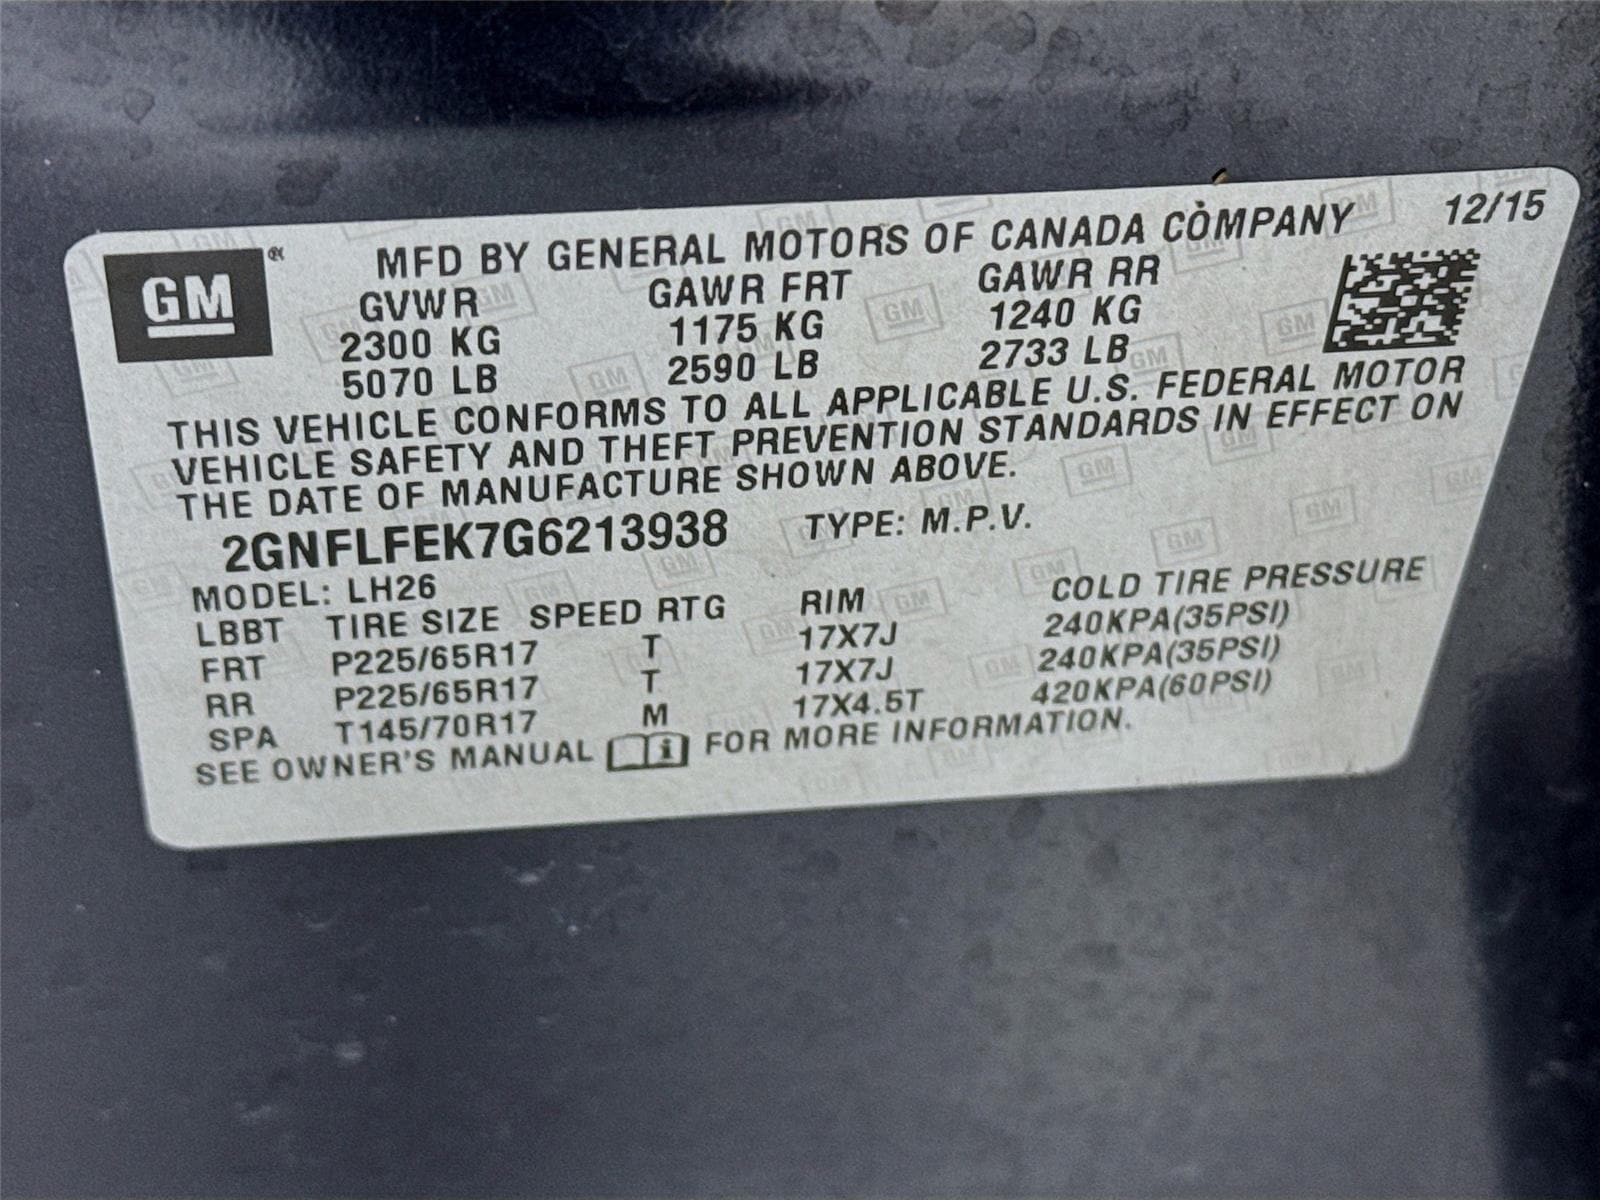 GM ® MFD BY GENERAL MOTORS OF CANADA COMPANY 12/15
GVWR GAWR FRT GAWR RR
2300 KG 1175 KG 1240 KG
5070 LB 2590 LB 2733 LB
THIS VEHICLE CONFORMS TO ALL APPLICABLE U.S. FEDERAL MOTOR
VEHICLE SAFETY AND THEFT PREVENTION STANDARDS IN EFFECT ON
THE DATE OF MANUFACTURE SHOWN ABOVE.
2GNFLFEK7G6213938 TYPE: M.P.V.
MODEL: LH26
LBBT TIRE SIZE SPEED RTG RIM COLD TIRE PRESSURE
FRT P225/65R17 T 17X7J 240KPA(35PSI)
RR P225/65R17 T 17X7J 240KPA(35PSI)
SPA T145/70R17 M 17X4.5T 420KPA(60PSI)
SEE OWNER'S MANUAL FOR MORE INFORMATION.